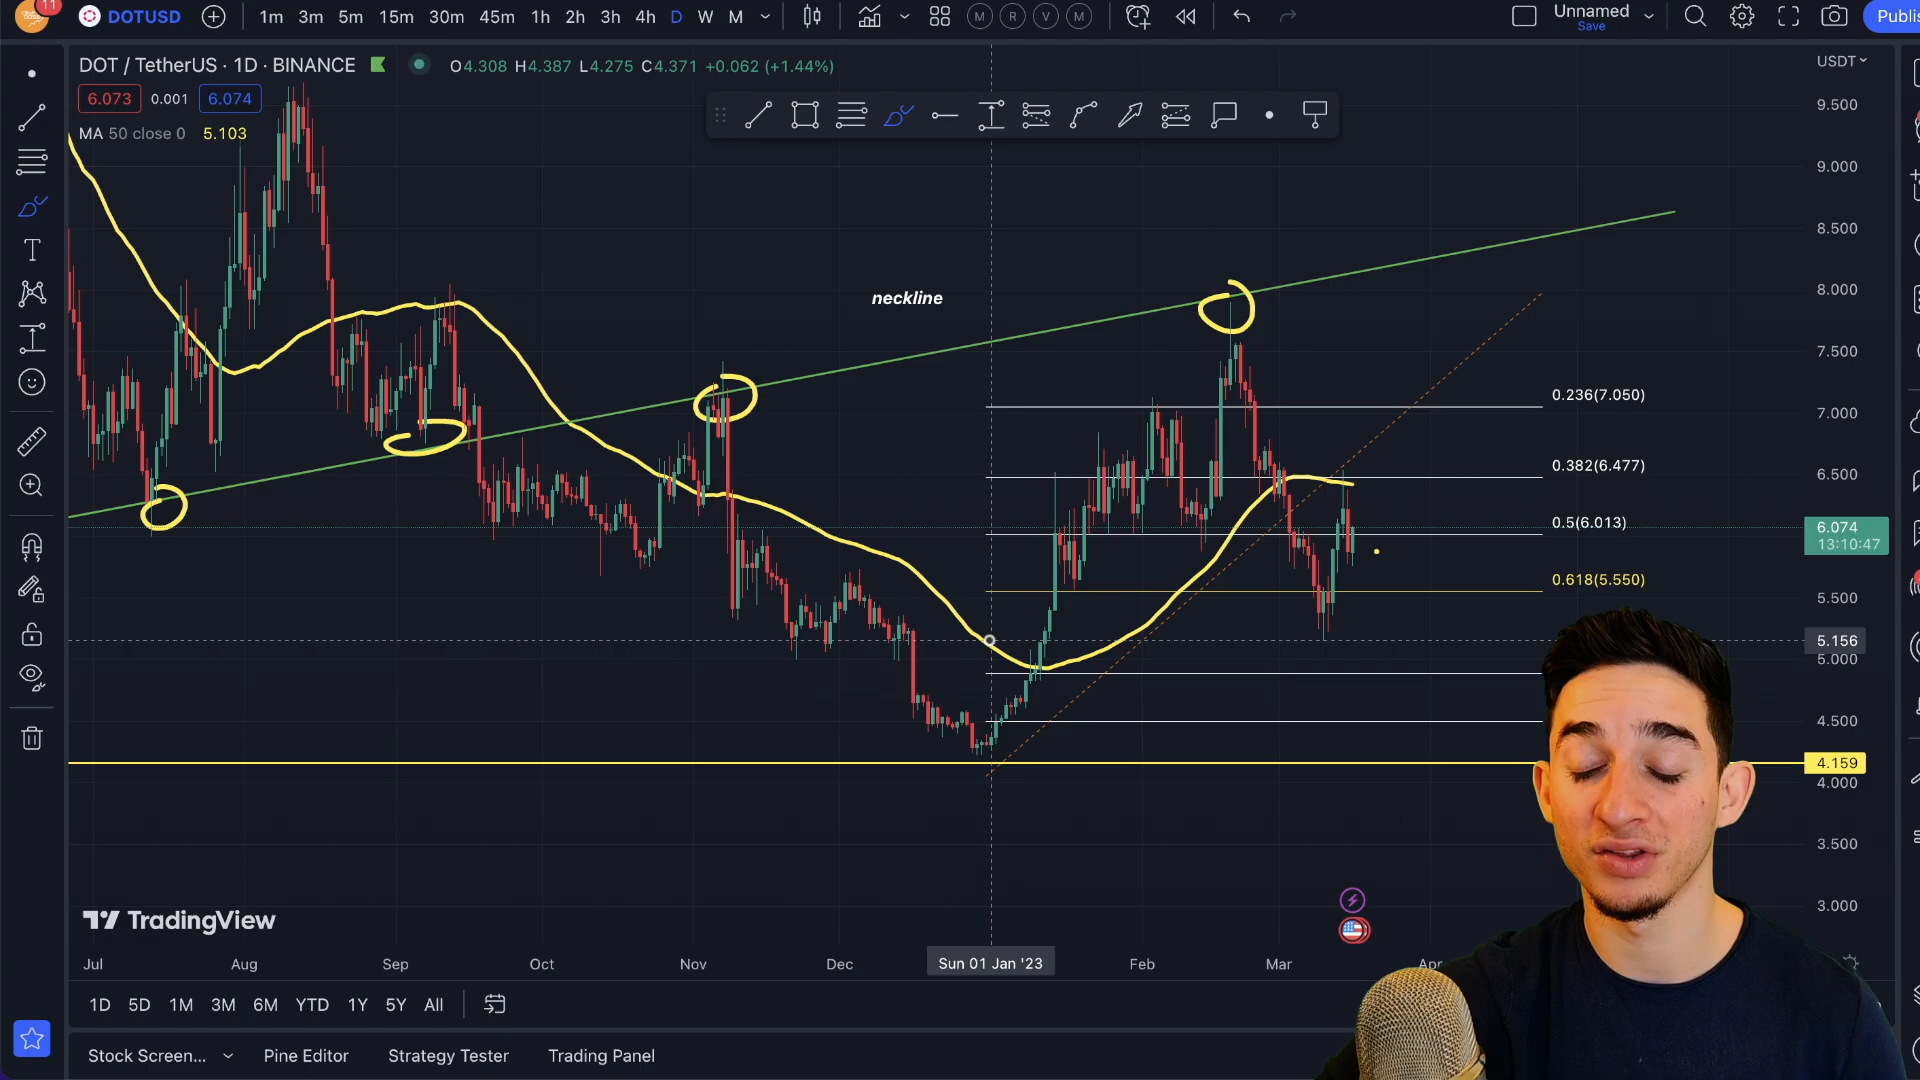 11
DOTUSD 1m 3m 5m 15m 30m 45m 1h 2h 3h 4h D W M M R V M Unnamed
Save
Publis
DOT / TetherUS · 1D · BINANCE O4.308 H4.387 L4.275 C4.371 +0.062 (+1.44%)
6.073 0.001 6.074
MA 50 close 0 5.103
USDT
9.500
9.000
8.500
8.000
7.500
7.000
6.500
6.074
13:10:47
5.500
5.156
5.000
4.500
4.159
4.000
3.500
3.000
neckline
0.236(7.050)
0.382(6.477)
0.5(6.013)
0.618(5.550)
TradingView
Jul Aug Sep Oct Nov Dec Sun 01 Jan '23 Feb Mar Apr
1D 5D 1M 3M 6M YTD 1Y 5Y All
Stock Screen... Pine Editor Strategy Tester Trading Panel